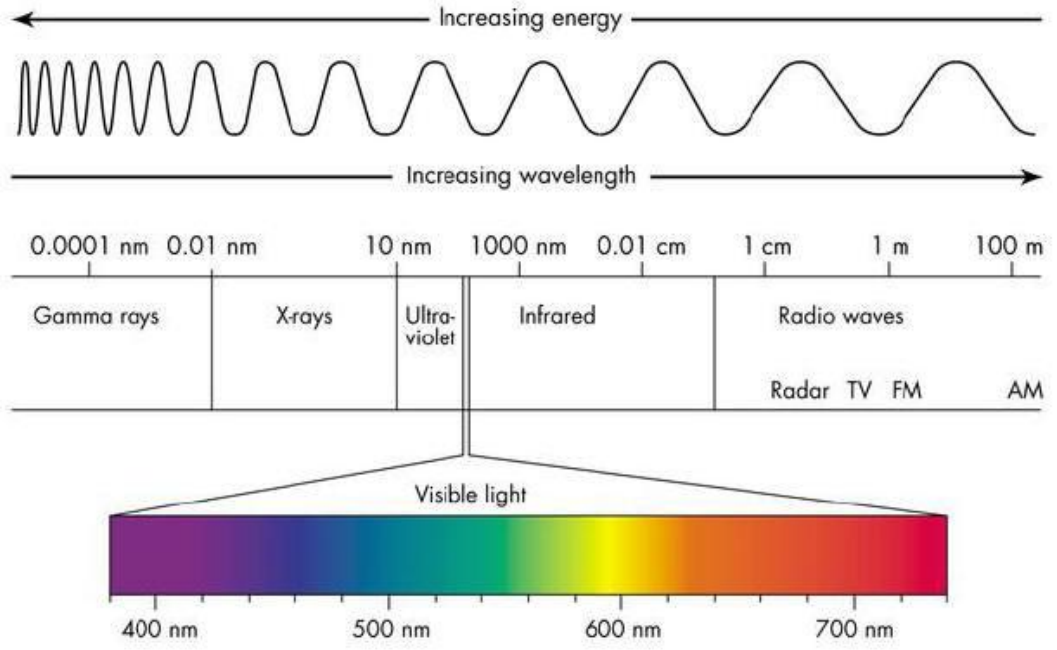 Increasing energy
Increasing wavelength
0.0001 nm 0.01 nm 10 nm 1000 nm 0.01 cm 1 cm 1 m 100 m
Gamma rays X-rays Ultra- Infrared Radio waves
violet
Radar TV FM AM
Visible light
400 nm 500 nm 600 nm 700 nm